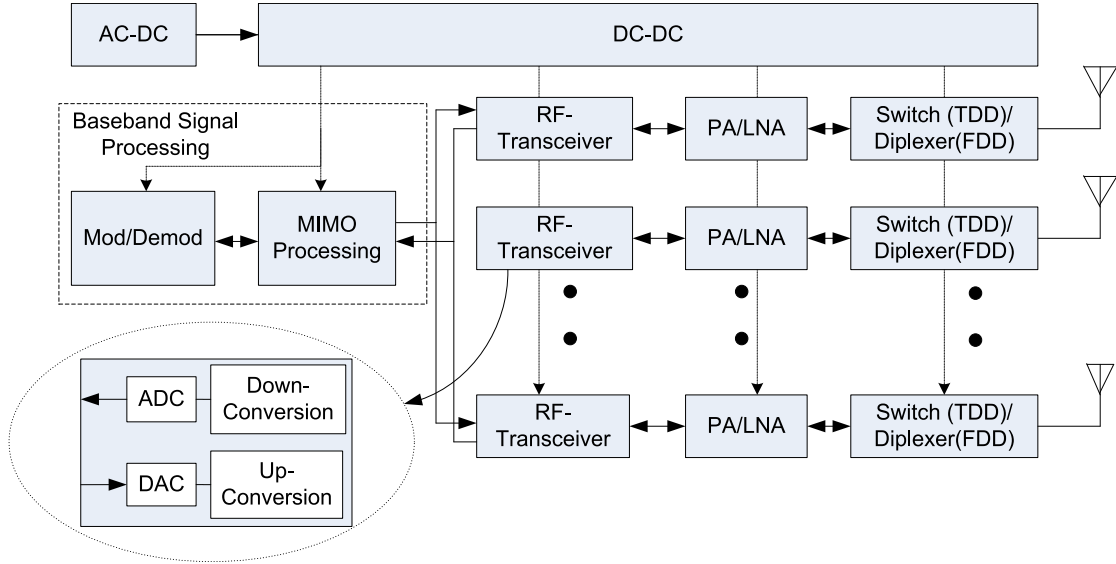 AC-DC
DC-DC
Baseband Signal
Processing
RF-
Transceiver
PA/LNA
Switch (TDD)/
Diplexer(FDD)
Mod/Demod
MIMO
Processing
RF-
Transceiver
PA/LNA
Switch (TDD)/
Diplexer(FDD)
ADC
Down-
Conversion
DAC
Up-
Conversion
RF-
Transceiver
PA/LNA
Switch (TDD)/
Diplexer(FDD)